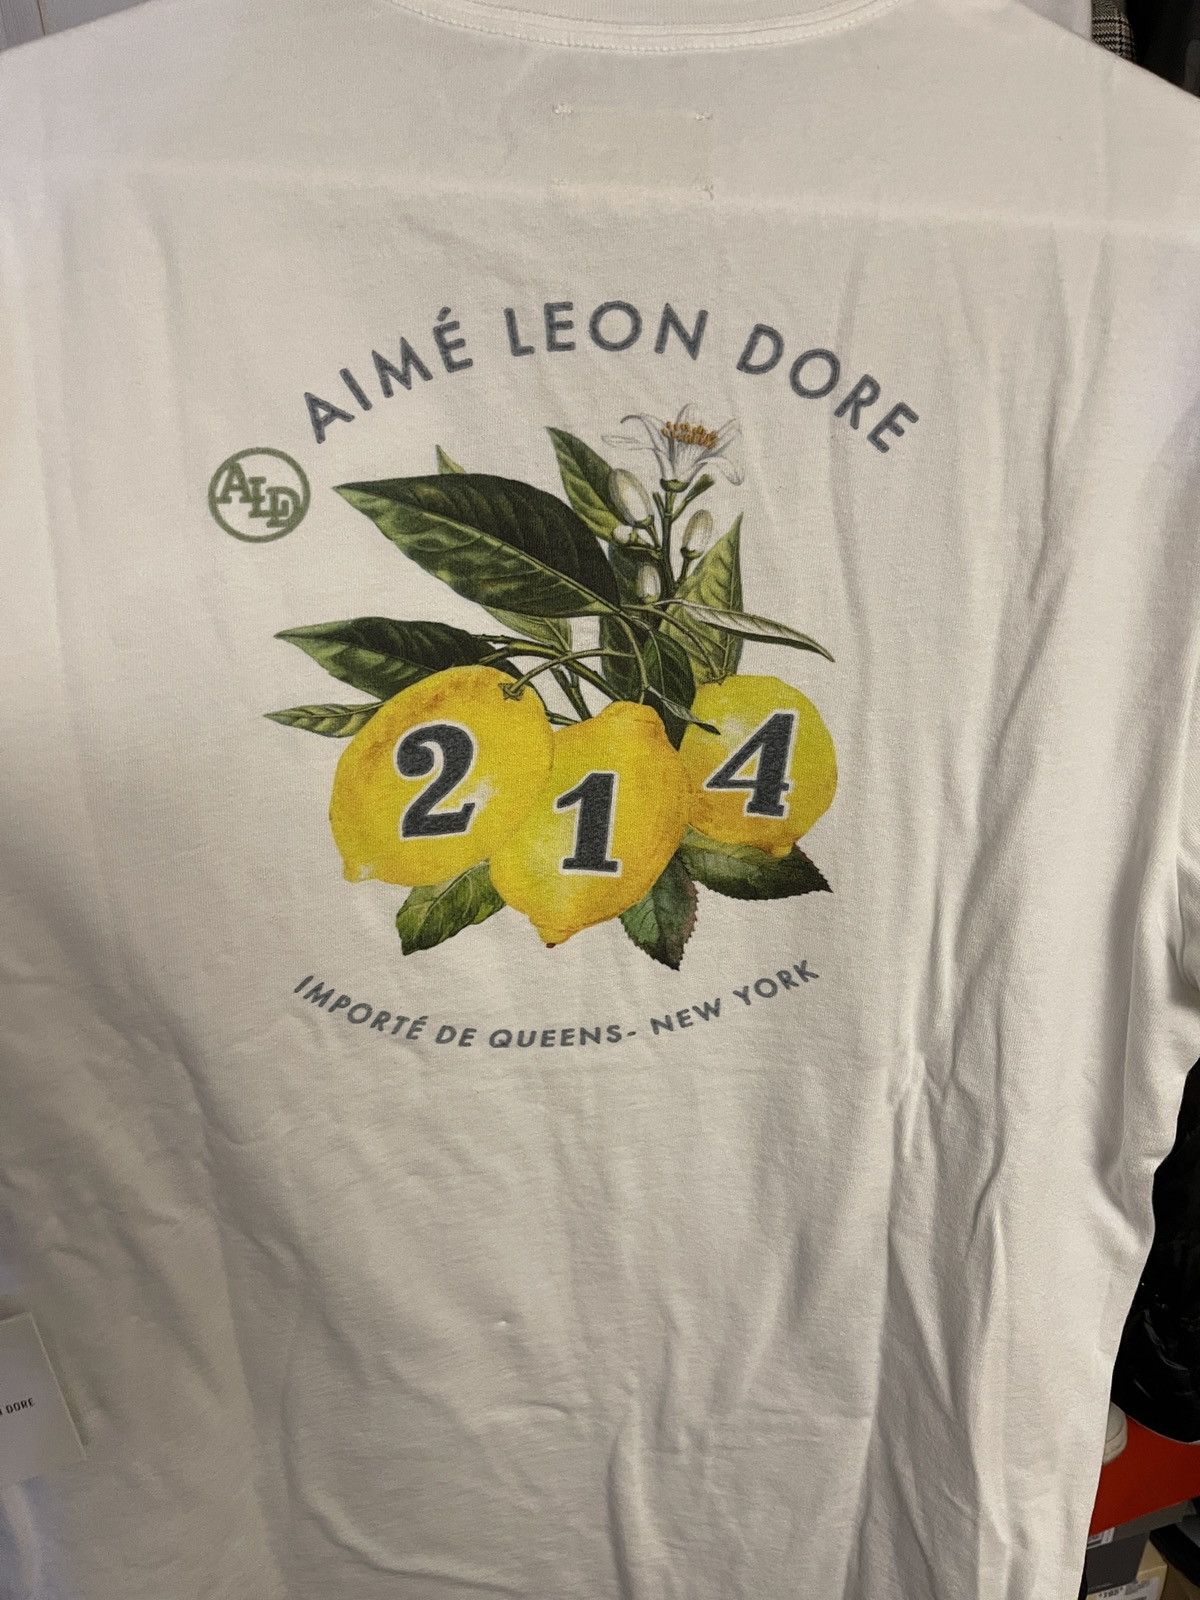 AIMÉ LEON DORE
ALD
2 1 4
IMPORTÉ DE QUEENS- NEW YORK
DORE